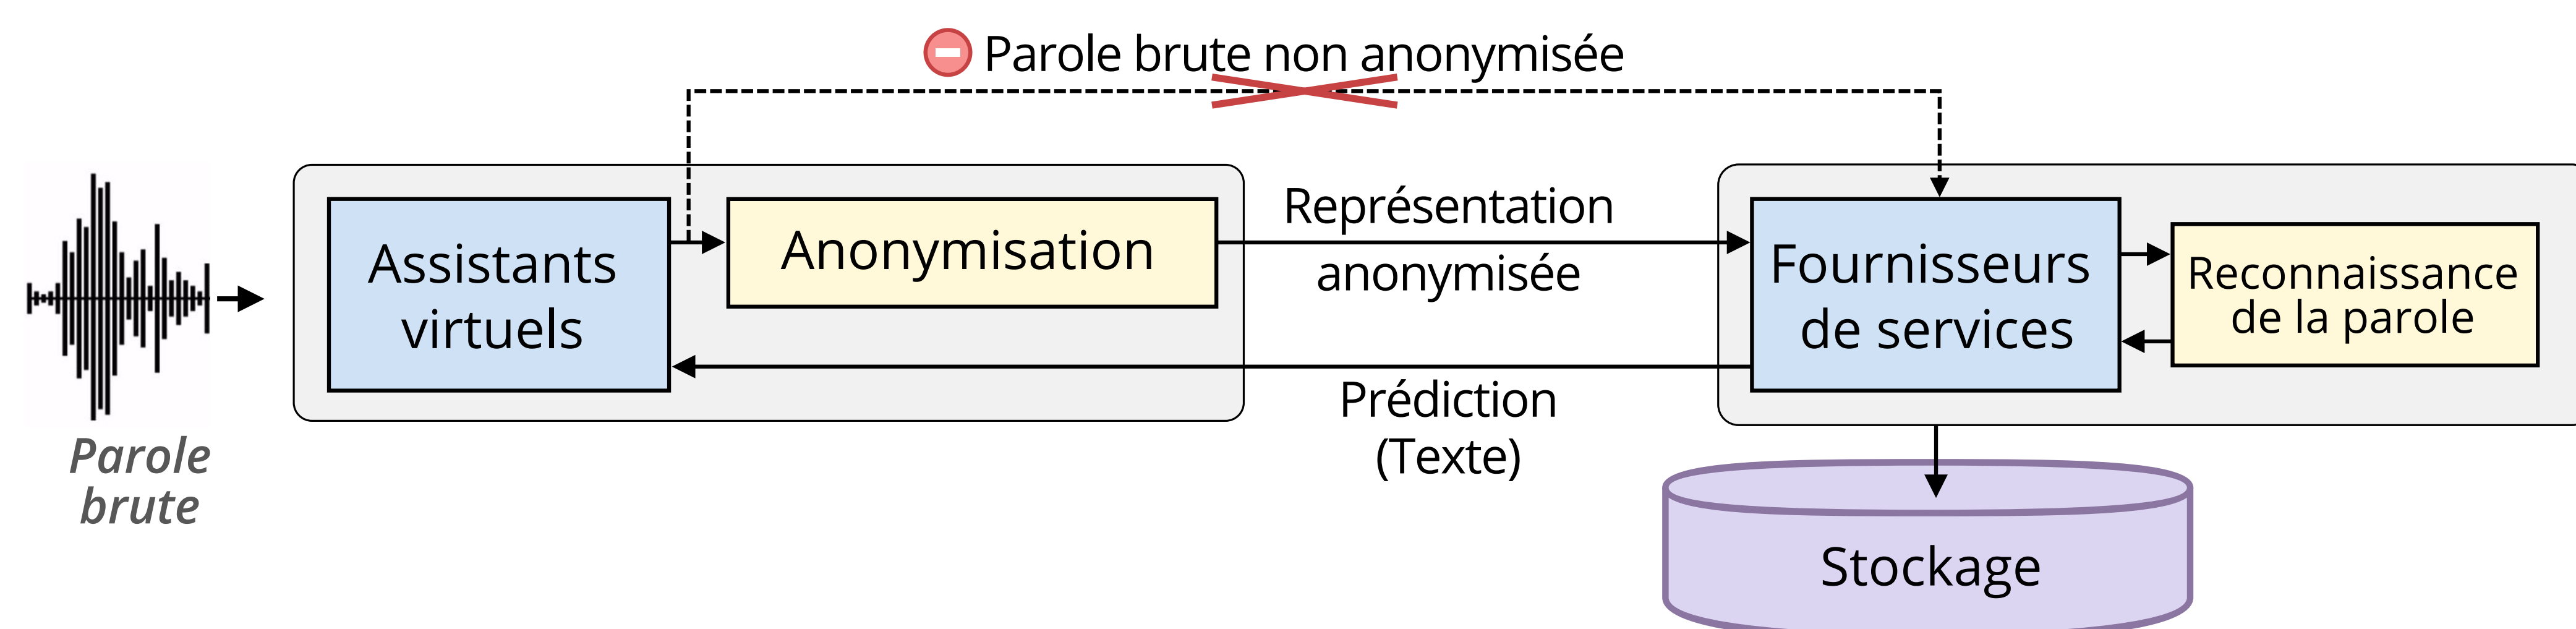 Parole brute non anonymisée
Parole
brute
Assistants
virtuels
Anonymisation
Représentation
anonymisée
Prédiction
(Texte)
Fournisseurs
de services
Reconnaissance
de la parole
Stockage